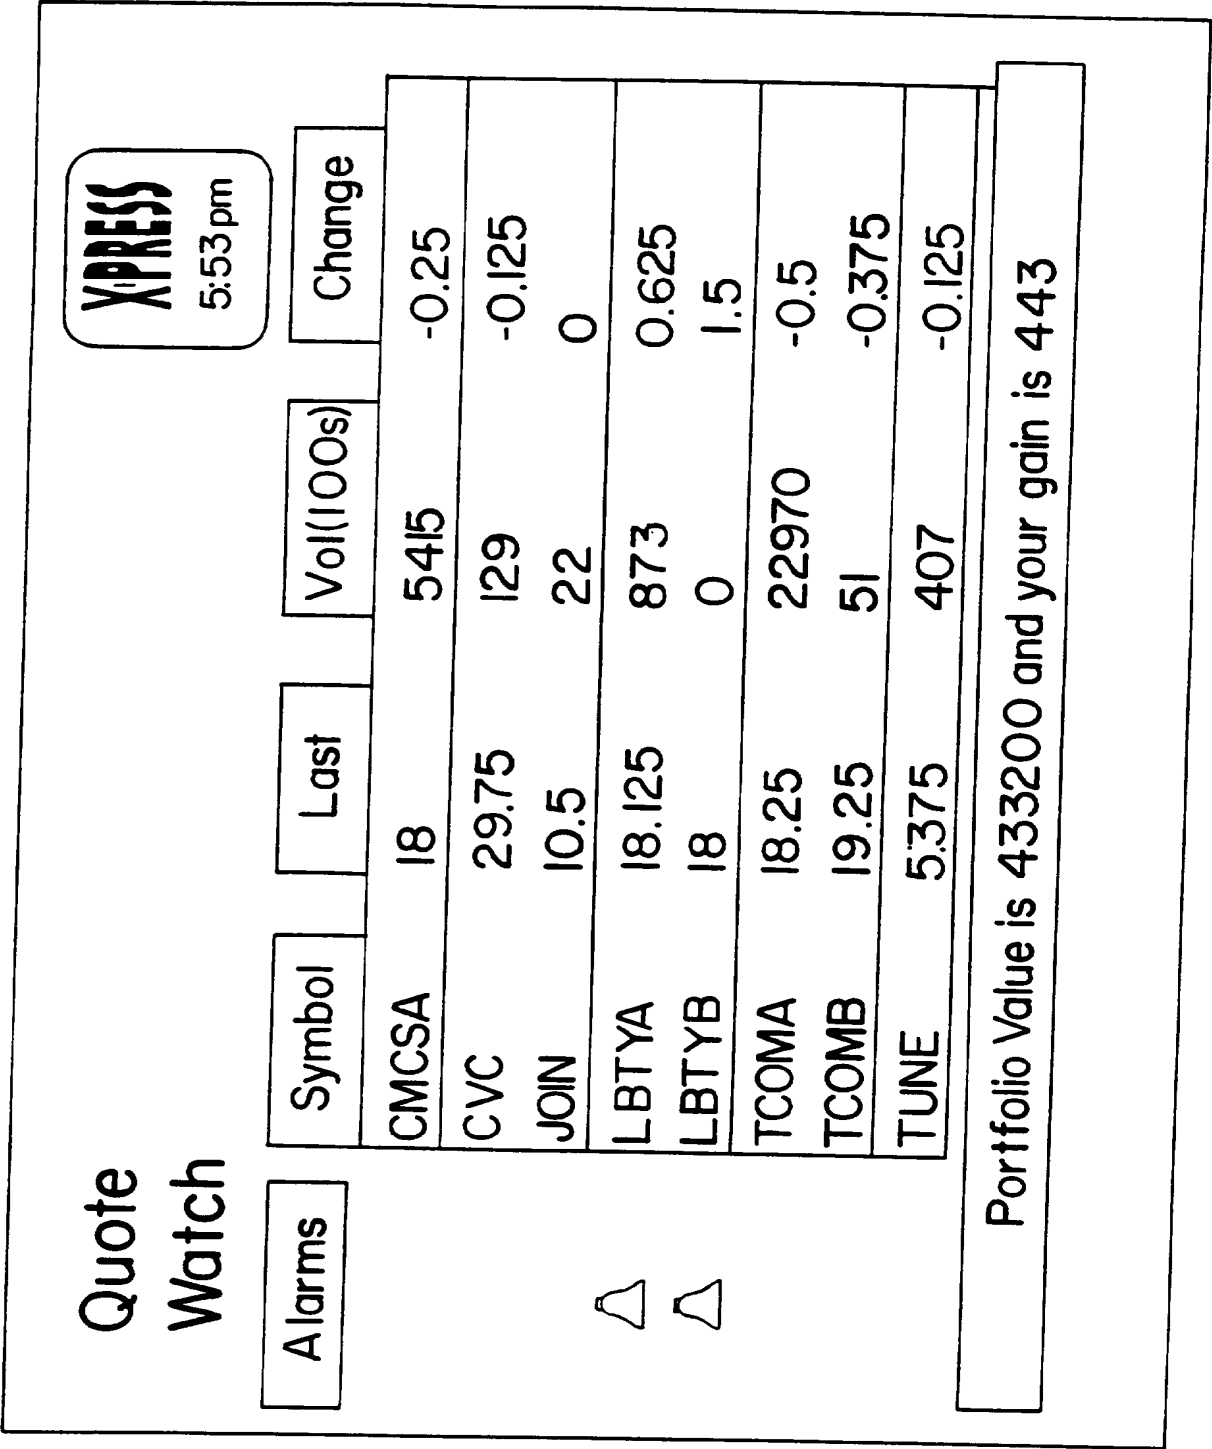 Quote
Watch
XPRESS
5:53pm
Alarms Symbol Last Vol(100s) Change
CMCSA 18 5415 -0.25
CVC 29.75 129 -0.125
JOIN 10.5 22 0
LBTYA 18.125 873 0.625
LBTYB 18 0 1.5
TCOMA 18.25 22970 -0.5
TCOMB 19.25 51 -0.375
TUNE 5.375 407 -0.125
Portfolio Value is 433200 and your gain is 443